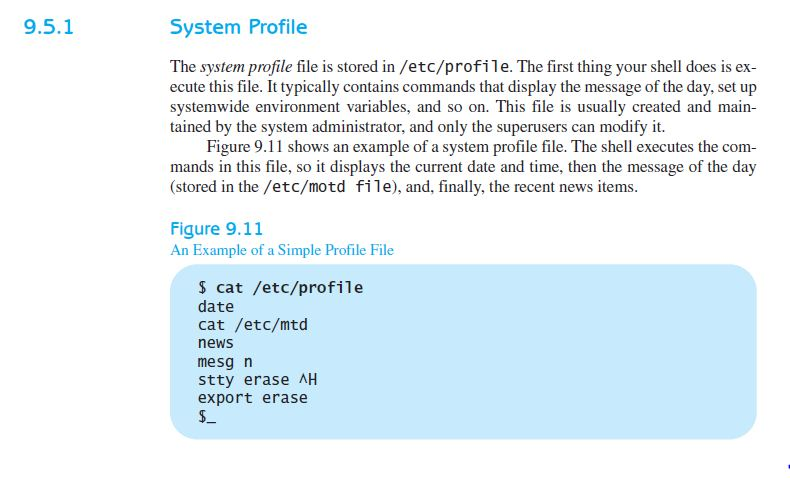 9.5.1 System Profile
The system profile file is stored in /etc/profile. The first thing your shell does is ex-
ecute this file. It typically contains commands that display the message of the day, set up
systemwide environment variables, and so on. This file is usually created and main-
tained by the system administrator, and only the superusers can modify it.
Figure 9.11 shows an example of a system profile file. The shell executes the com-
mands in this file, so it displays the current date and time, then the message of the day
(stored in the /etc/motd file), and, finally, the recent news items.
Figure 9.11
An Example of a Simple Profile File
$ cat /etc/profile
date
cat /etc/mtd
news
mesg n
stty erase ^H
export erase
$_